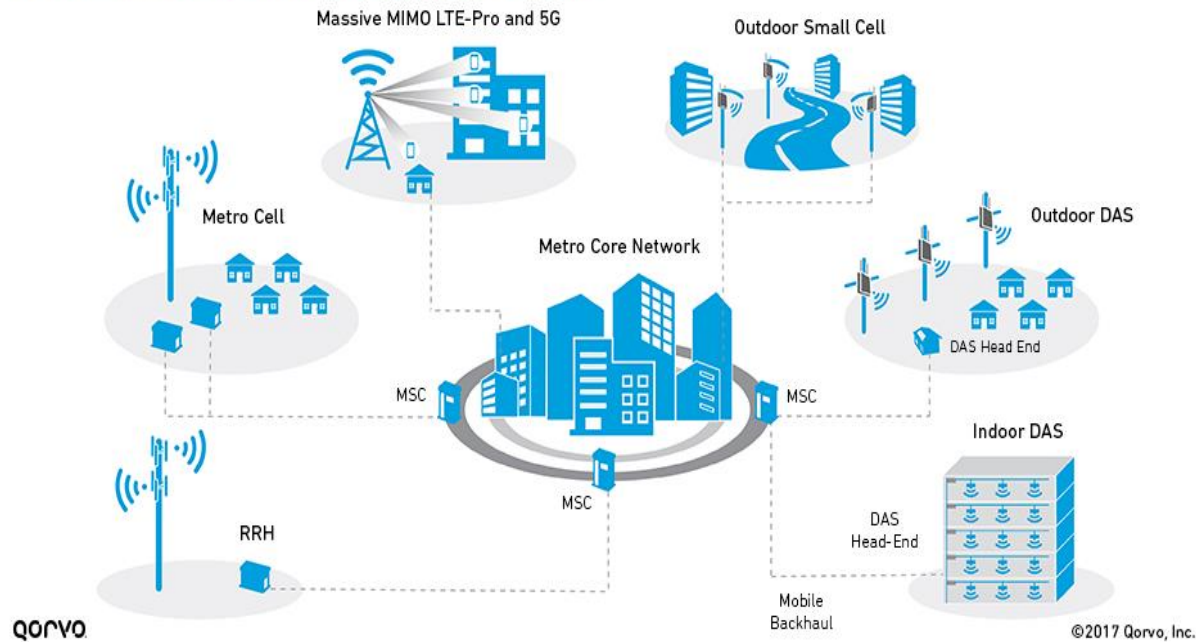 Massive MIMO LTE-Pro and 5G
Outdoor Small Cell
Metro Cell
Outdoor DAS
Metro Core Network
DAS Head End
MSC
MSC
Indoor DAS
MSC
DAS
Head-End
RRH
Mobile
Backhaul
QORVO
©2017 Qorvo, Inc.